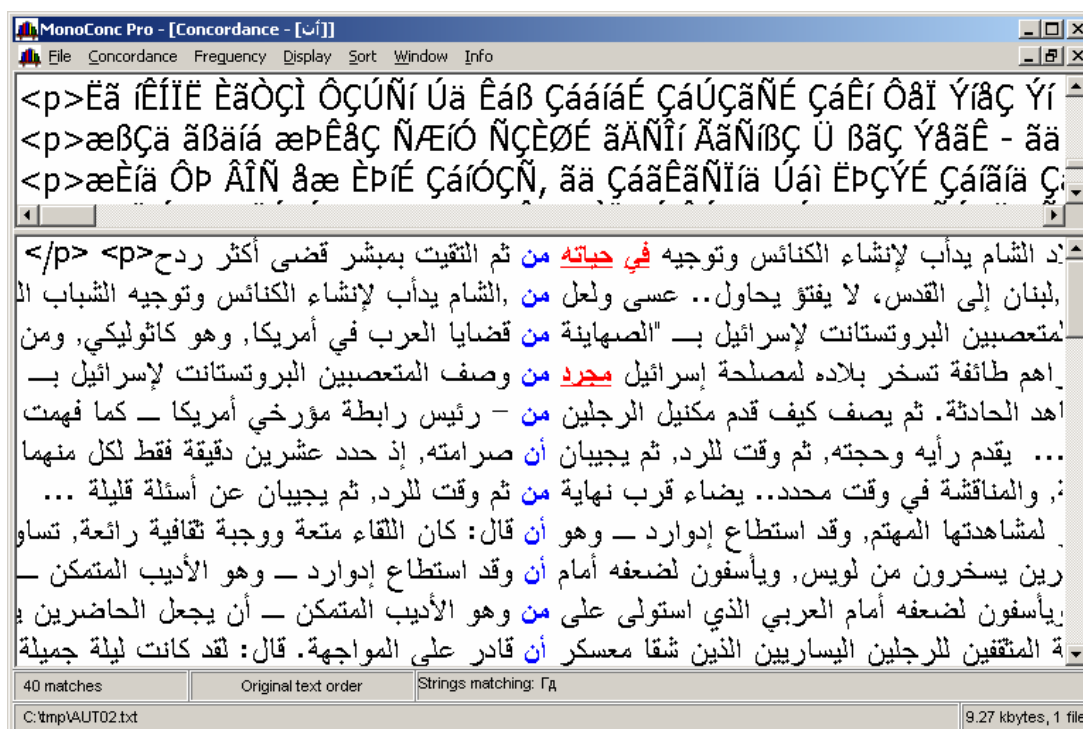 MonoConc Pro - [Concordance - [أن]]
File Concordance Frequency Display Sort Window Info
<p>Ëã íÊÍÏË ÈãÒÇÌ ÔÇÚÑí Úä Êáß ÇááíáÉ ÇáÚÇãÑÉ ÇáÊí ÔåÏ ÝíåÇ Ýí
<p>æßÇä ãßäíá æÞÊåÇ ÑÆíÓ ÑÇÈØÉ ãÄÑÎí ÃãÑíßÇ Ü ßãÇ ÝåãÊ - ãä
<p>æÈíä ÔÞ ÂÎÑ åæ ÈÞíÉ ÇáíÓÇÑ, ãä ÇáãÊãÑÏíä Úáì ËÞÇÝÉ Çáíãíä
لاد الشام يدأب لإنشاء الكنائس وتوجيه في حياته من ثم التقيت بمبشر قضى أكثر ردح<p> </p>
,لبنان إلى القدس، لا يفتؤ يحاول.. عسى ولعل من ,الشام يدأب لإنشاء الكنائس وتوجيه الشباب
لمتعصبين البروتستانت لإسرائيل بـــ "الصهاينة من قضايا العرب في أمريكا, وهو كاثوليكي, ومن
راهم طائفة تسخر بلاده لمصلحة إسرائيل مجرد من وصف المتعصبين البروتستانت لإسرائيل بـــ
اهد الحادثة. ثم يصف كيف قدم مكنيل الرجلين من – رئيس رابطة مؤرخي أمريكا ــ كما فهمت
... يقدم رأيه وحجته, ثم وقت للرد, ثم يجيبان أن صرامته, إذ حدد عشرين دقيقة فقط لكل منهما
ة, والمناقشة في وقت محدد.. يضاء قرب نهاية من ثم وقت للرد, ثم يجيبان عن أسئلة قليلة ...
لمشاهدتها المهتم, وقد استطاع إدوارد ــ وهو أن قال: كان اللقاء متعة ووجبة ثقافية رائعة, تساو
رين يسخرون من لويس, ويأسفون لضعفه أمام أن وقد استطاع إدوارد ــ وهو الأديب المتمكن ــ
ويأسفون لضعفه أمام العربي الذي استولى على من وهو الأديب المتمكن ــ أن يجعل الحاضرين ي
ة المثقفين للرجلين اليساريين الذين شقا معسكر أن قادر على المواجهة. قال: لقد كانت ليلة جميلة
40 matches Original text order Strings matching: Гд
C:\tmp\AUT02.txt 9.27 kbytes, 1 file